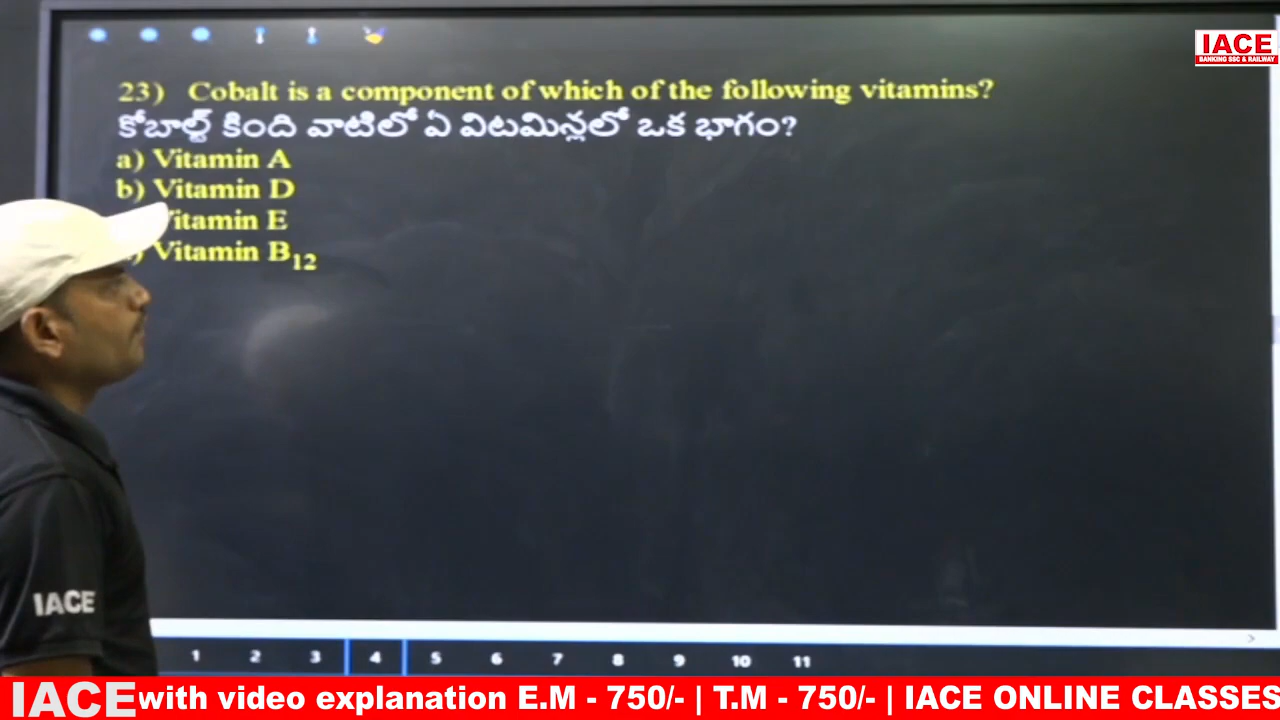 IACE
BANKING SSC & RAILWAY
23) Cobalt is a component of which of the following vitamins?
కోబాల్ట్ కింది వాటిలో ఏ విటమిన్లలో ఒక భాగం?
a) Vitamin A
b) Vitamin D
Vitamin E
) Vitamin B12
IACE
1 2 3 4 5 6 7 8 9 10 11
IACE with video explanation E.M - 750/- | T.M - 750/- | IACE ONLINE CLASSES